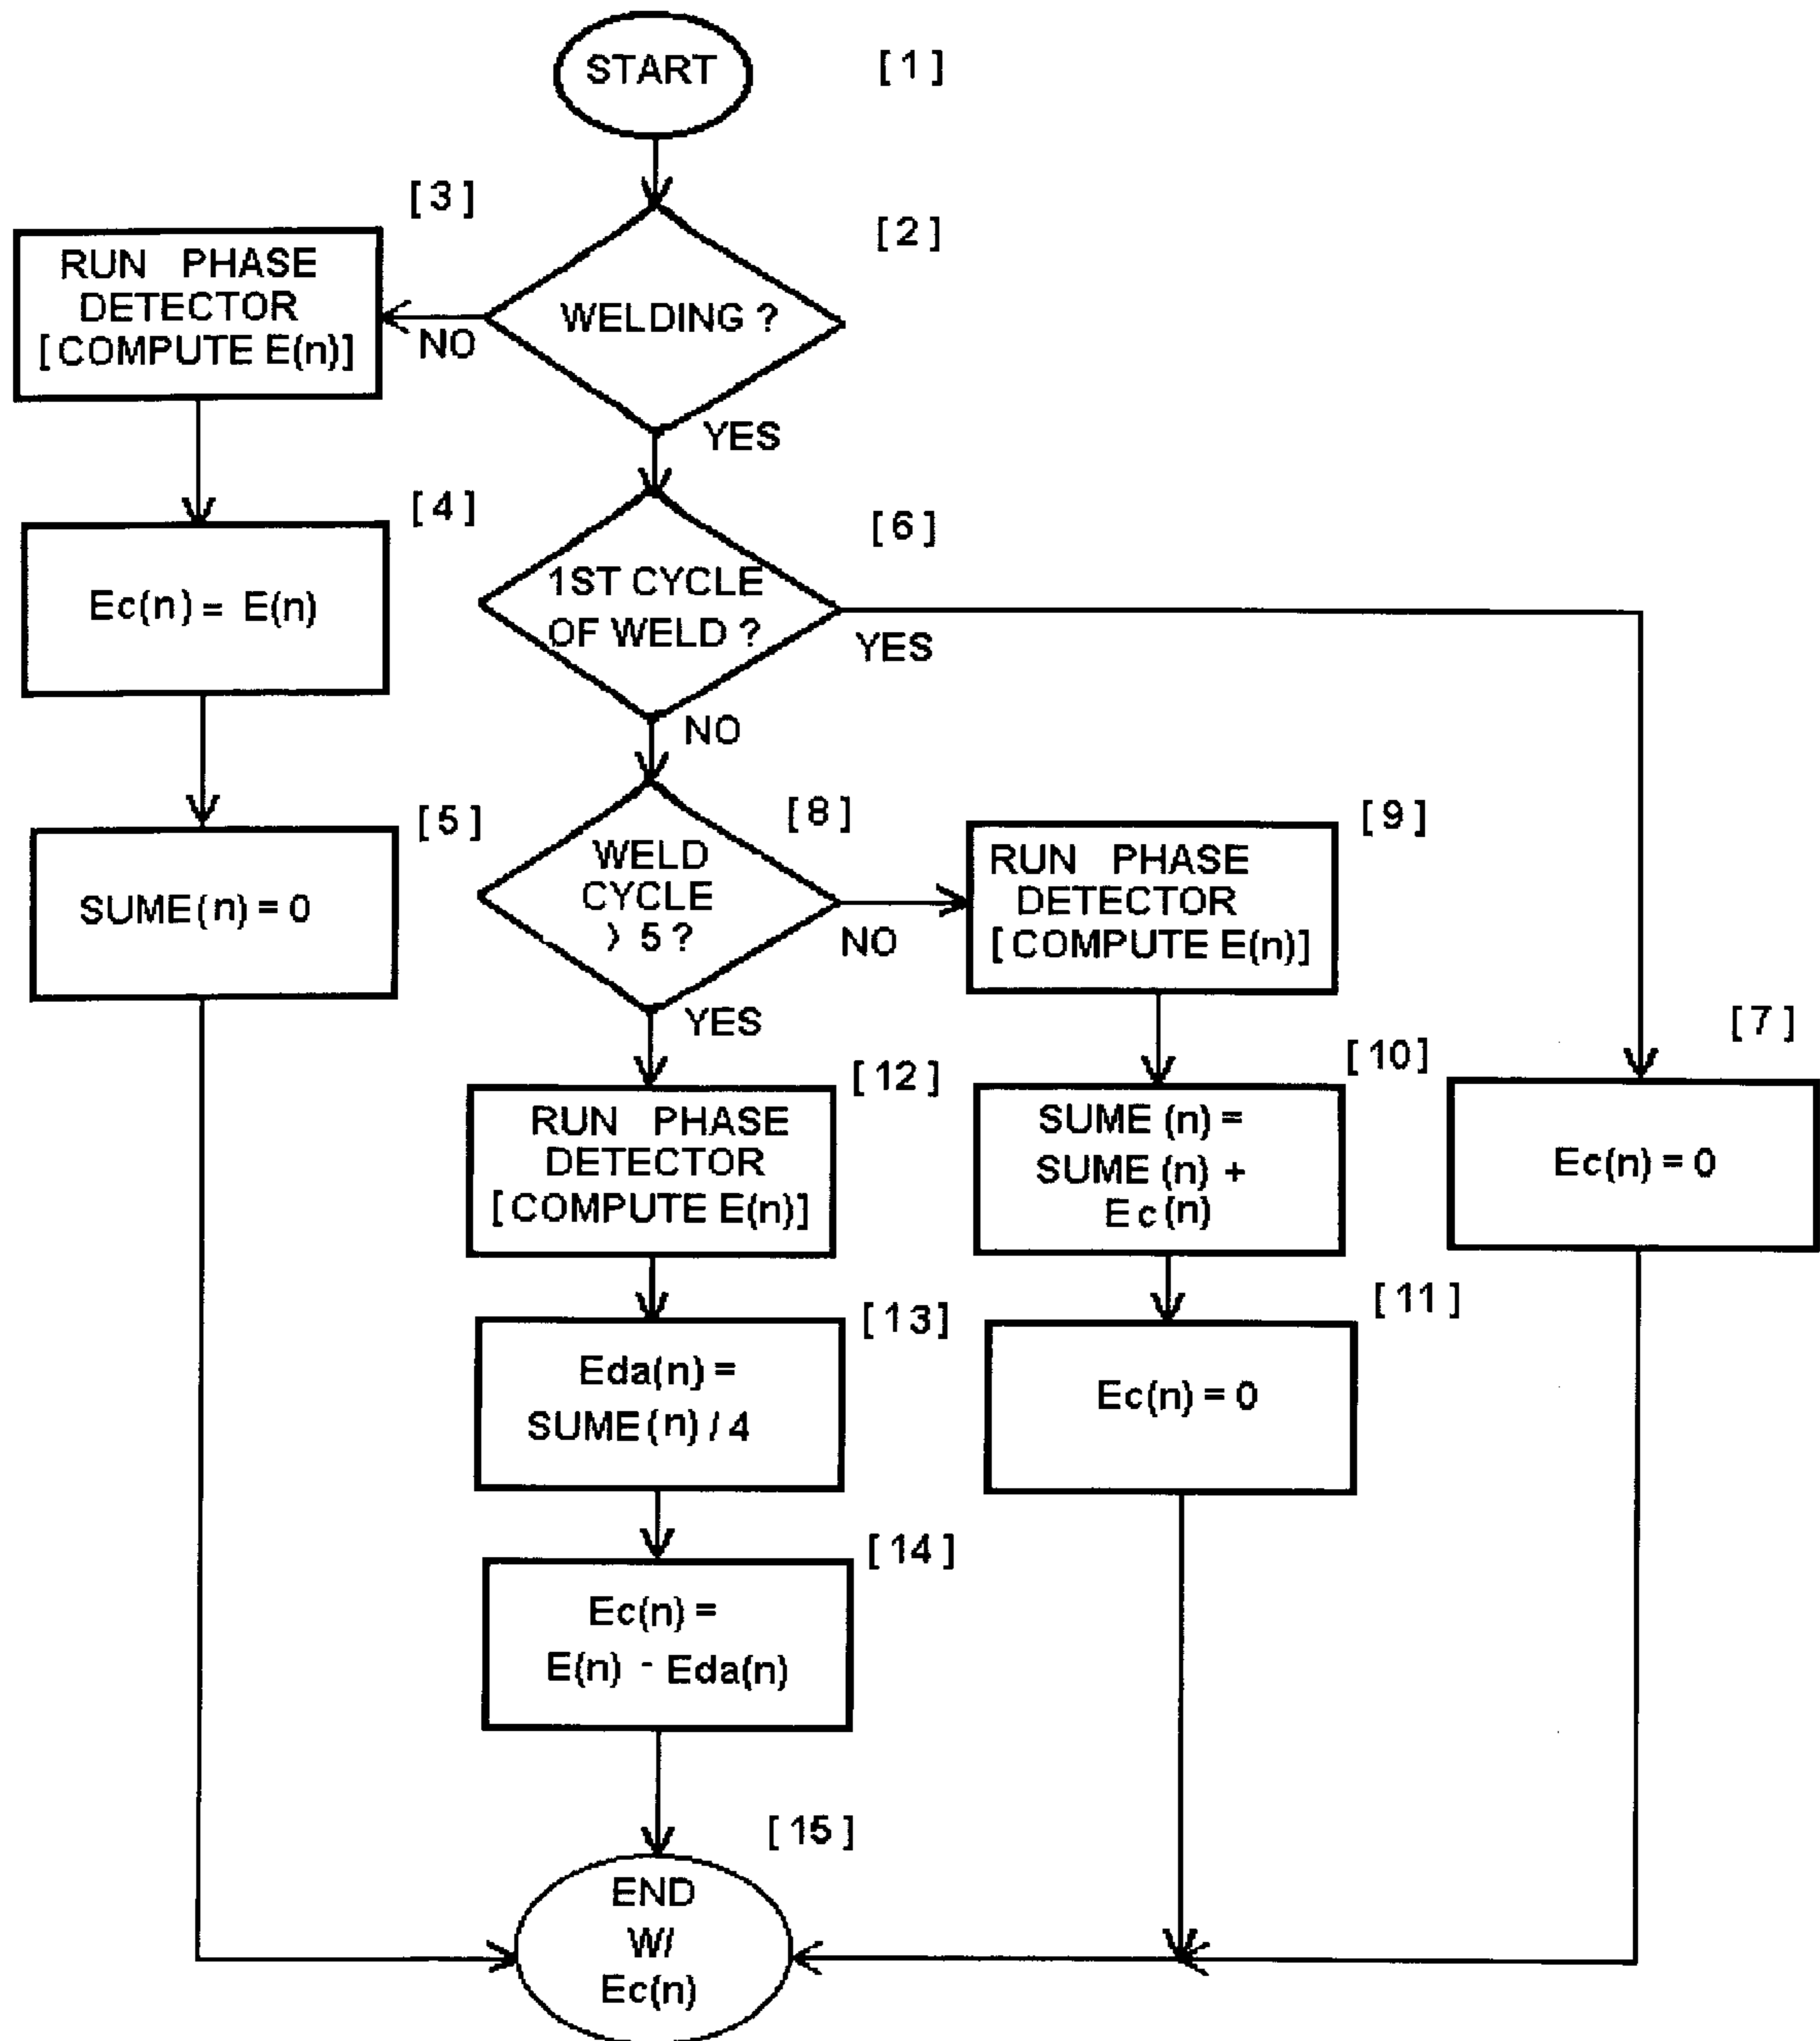 START
[1]
[2]
WELDING ?
NO
YES
[3]
RUN PHASE
DETECTOR
[COMPUTE E(n)]
[4]
Ec(n) = E(n)
[5]
SUME(n) = 0
[6]
1ST CYCLE
OF WELD ?
YES
NO
[7]
Ec(n) = 0
[8]
WELD
CYCLE
> 5 ?
NO
YES
[9]
RUN PHASE
DETECTOR
[COMPUTE E(n)]
[10]
SUME (n) =
SUME (n) +
Ec(n)
[11]
Ec(n) = 0
[12]
RUN PHASE
DETECTOR
[COMPUTE E(n)]
[13]
Eda(n) =
SUME(n) / 4
[14]
Ec(n) =
E(n) - Eda(n)
[15]
END
W/
Ec(n)